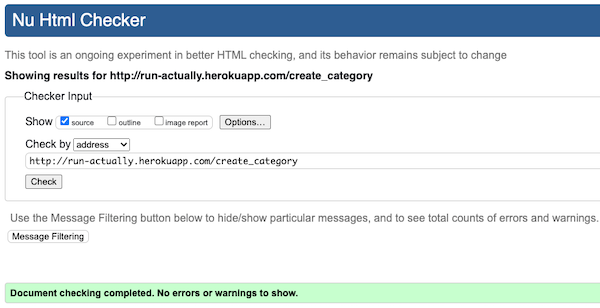 Nu Html Checker
This tool is an ongoing experiment in better HTML checking, and its behavior remains subject to change
Showing results for http://run-actually.herokuapp.com/create_category
Checker Input
Show source outline image report Options...
Check by address
http://run-actually.herokuapp.com/create_category
Check
Use the Message Filtering button below to hide/show particular messages, and to see total counts of errors and warnings.
Message Filtering
Document checking completed. No errors or warnings to show.